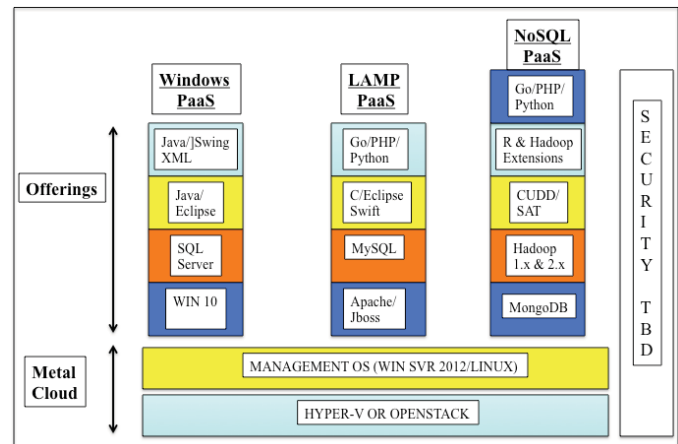 Windows
PaaS
LAMP
PaaS
NoSQL
PaaS
Offerings
Java/]Swing
XML
Java/
Eclipse
SQL
Server
WIN 10
Go/PHP/
Python
C/Eclipse
Swift
MySQL
Apache/
Jboss
Go/PHP/
Python
R & Hadoop
Extensions
CUDD/
SAT
Hadoop
1.x & 2.x
MongoDB
SECURITY TBD
Metal
Cloud
MANAGEMENT OS (WIN SVR 2012/LINUX)
HYPER-V OR OPENSTACK